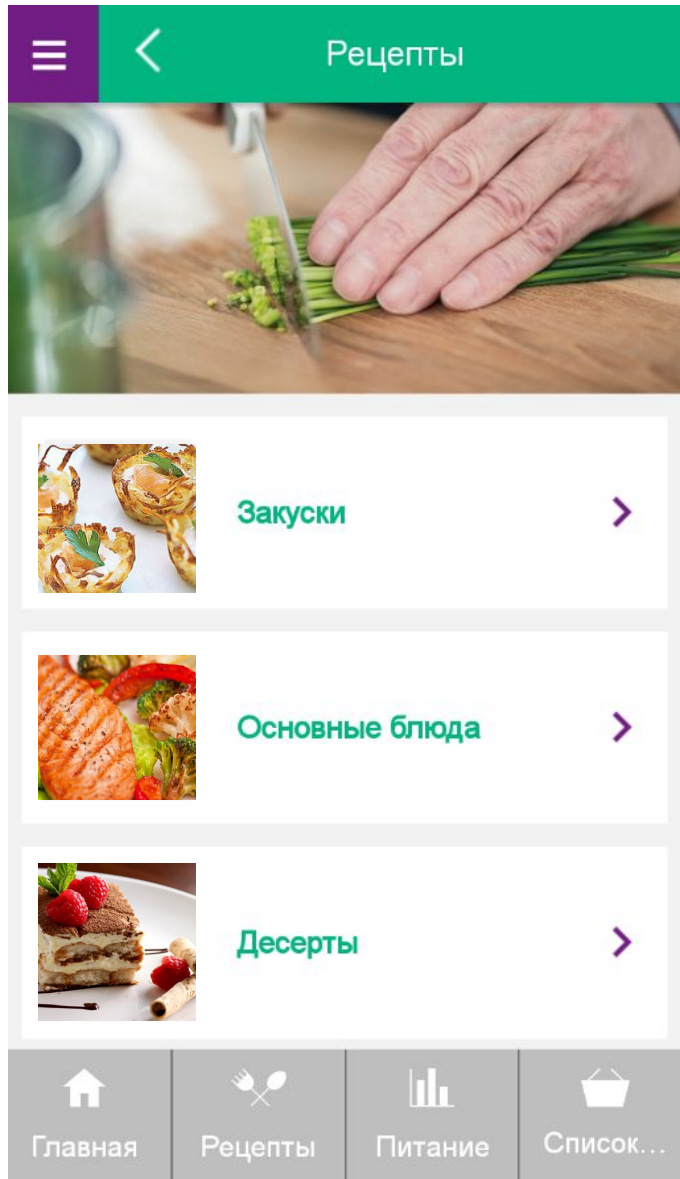 Рецепты
Закуски
Основные блюда
Десерты
Главная
Рецепты
Питание
Список...